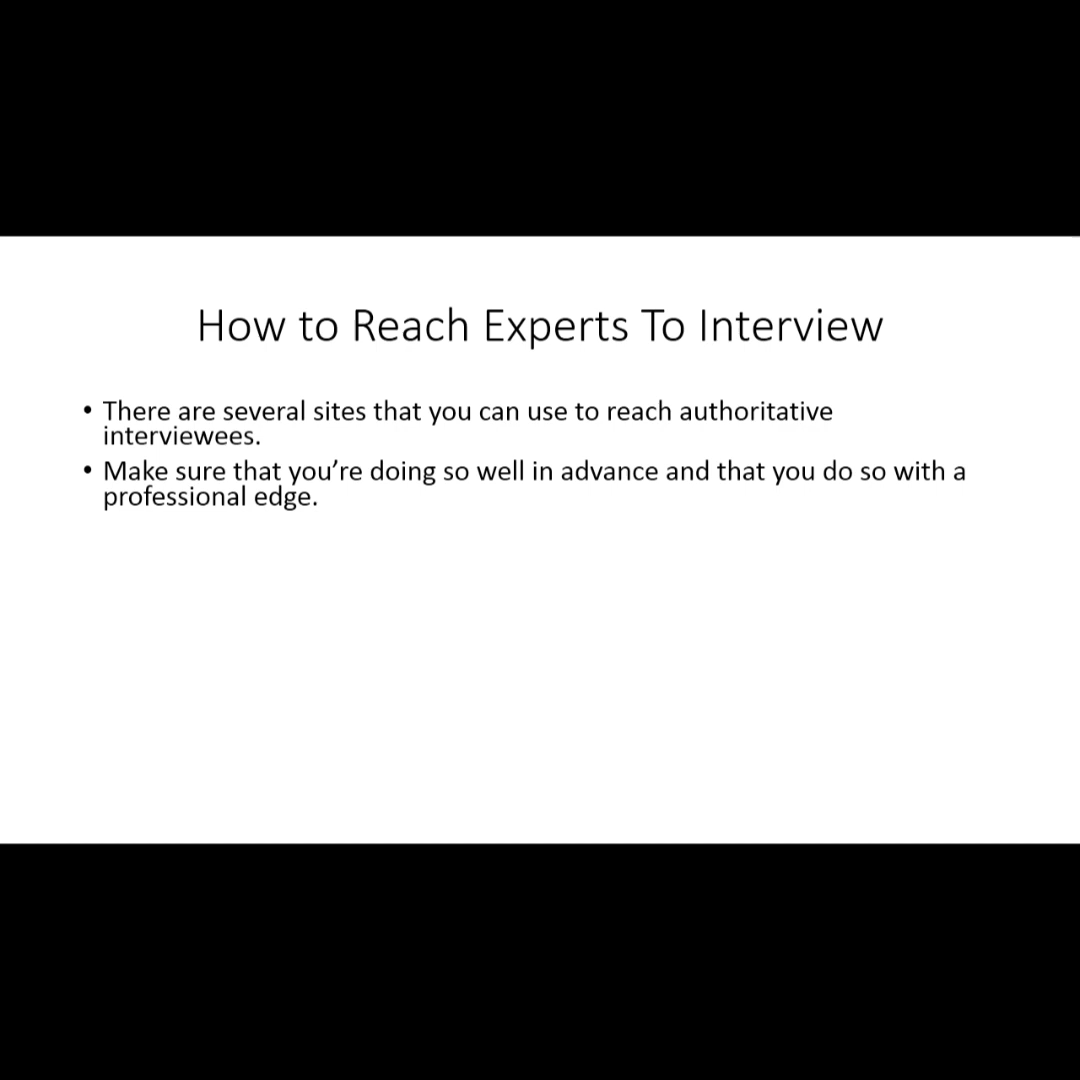 How to Reach Experts To Interview
• There are several sites that you can use to reach authoritative
interviewees.
• Make sure that you’re doing so well in advance and that you do so with a
professional edge.